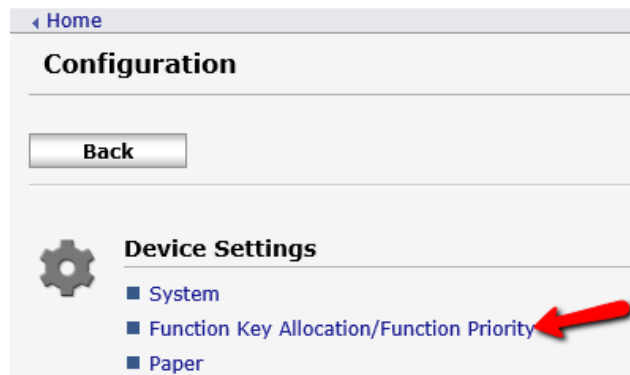 Home
Configuration
Back
Device Settings
System
Function Key Allocation/Function Priority
Paper